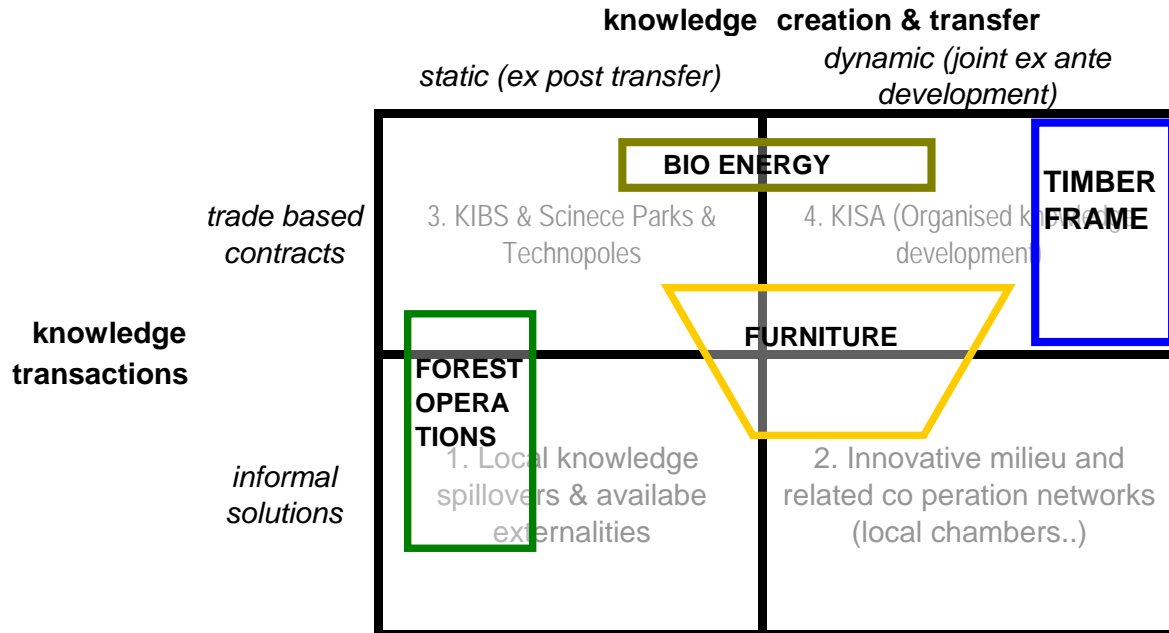 knowledge creation & transfer
static (ex post transfer)
dynamic (joint ex ante
development)
BIO ENERGY
TIMBER
FRAME
trade based
contracts
3. KIBS & Scinece Parks &
Technopoles
4. KISA (Organised knowledge
development)
knowledge
transactions
FURNITURE
FOREST
OPERA
TIONS
informal
solutions
1. Local knowledge
spillovers & availabe
externalities
2. Innovative milieu and
related co peration networks
(local chambers..)